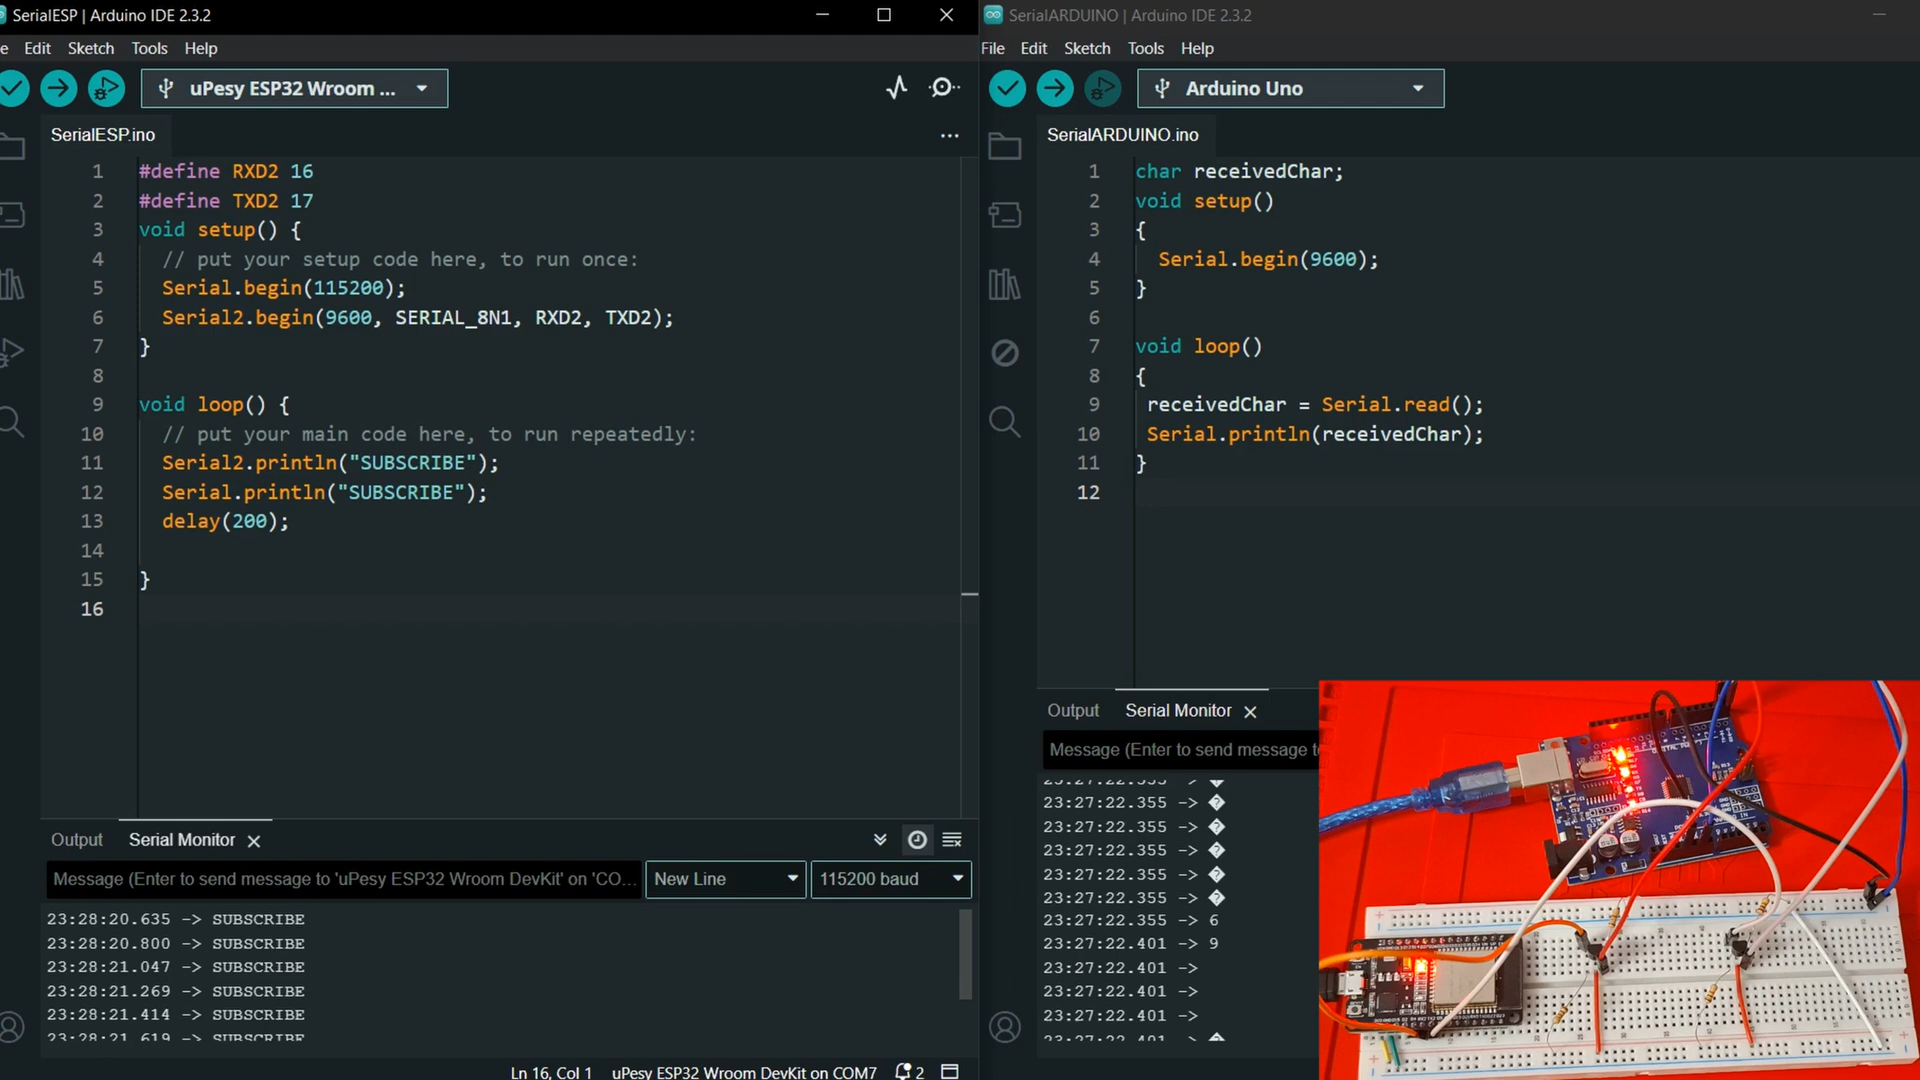 SerialESP | Arduino IDE 2.3.2
e Edit Sketch Tools Help
uPesy ESP32 Wroom ...
SerialESP.ino
1 #define RXD2 16
2 #define TXD2 17
3 void setup() {
4 // put your setup code here, to run once:
5 Serial.begin(115200);
6 Serial2.begin(9600, SERIAL_8N1, RXD2, TXD2);
7 }
8
9 void loop() {
10 // put your main code here, to run repeatedly:
11 Serial2.println("SUBSCRIBE");
12 Serial.println("SUBSCRIBE");
13 delay(200);
14
15 }
16
Output Serial Monitor
Message (Enter to send message to 'uPesy ESP32 Wroom DevKit' on 'CO...
New Line
115200 baud
23:28:20.635 -> SUBSCRIBE
23:28:20.800 -> SUBSCRIBE
23:28:21.047 -> SUBSCRIBE
23:28:21.269 -> SUBSCRIBE
23:28:21.414 -> SUBSCRIBE
23:28:21.619 -> SUBSCRIBE
Ln 16, Col 1 uPesy ESP32 Wroom DevKit on COM7 2
SerialARDUINO | Arduino IDE 2.3.2
File Edit Sketch Tools Help
Arduino Uno
SerialARDUINO.ino
1 char receivedChar;
2 void setup()
3 {
4 Serial.begin(9600);
5 }
6
7 void loop()
8 {
9 receivedChar = Serial.read();
10 Serial.println(receivedChar);
11 }
12
Output Serial Monitor
Message (Enter to send message t
23:27:22.355 -> �
23:27:22.355 -> �
23:27:22.355 -> �
23:27:22.355 -> �
23:27:22.355 -> �
23:27:22.355 -> �
23:27:22.355 -> 6
23:27:22.401 -> 9
23:27:22.401 ->
23:27:22.401 ->
23:27:22.401 ->
23:27:22.401 -> �